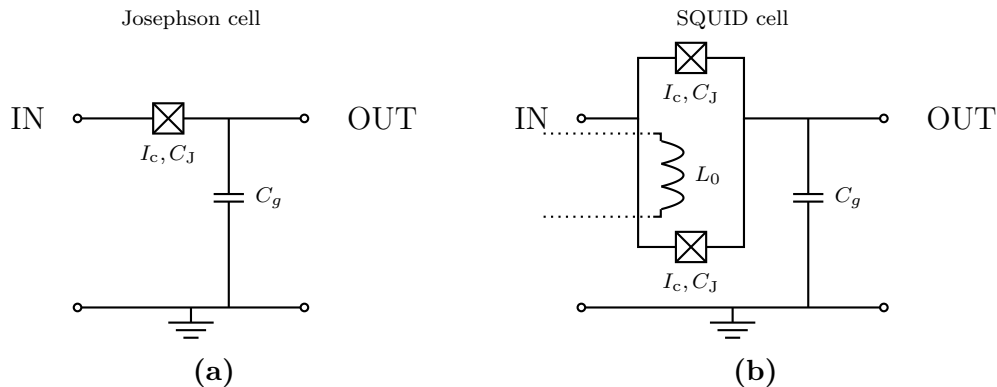 Josephson cell
IN
OUT
I_c, C_J
C_g
(a)
SQUID cell
I_c, C_J
IN
OUT
L_0
C_g
I_c, C_J
(b)